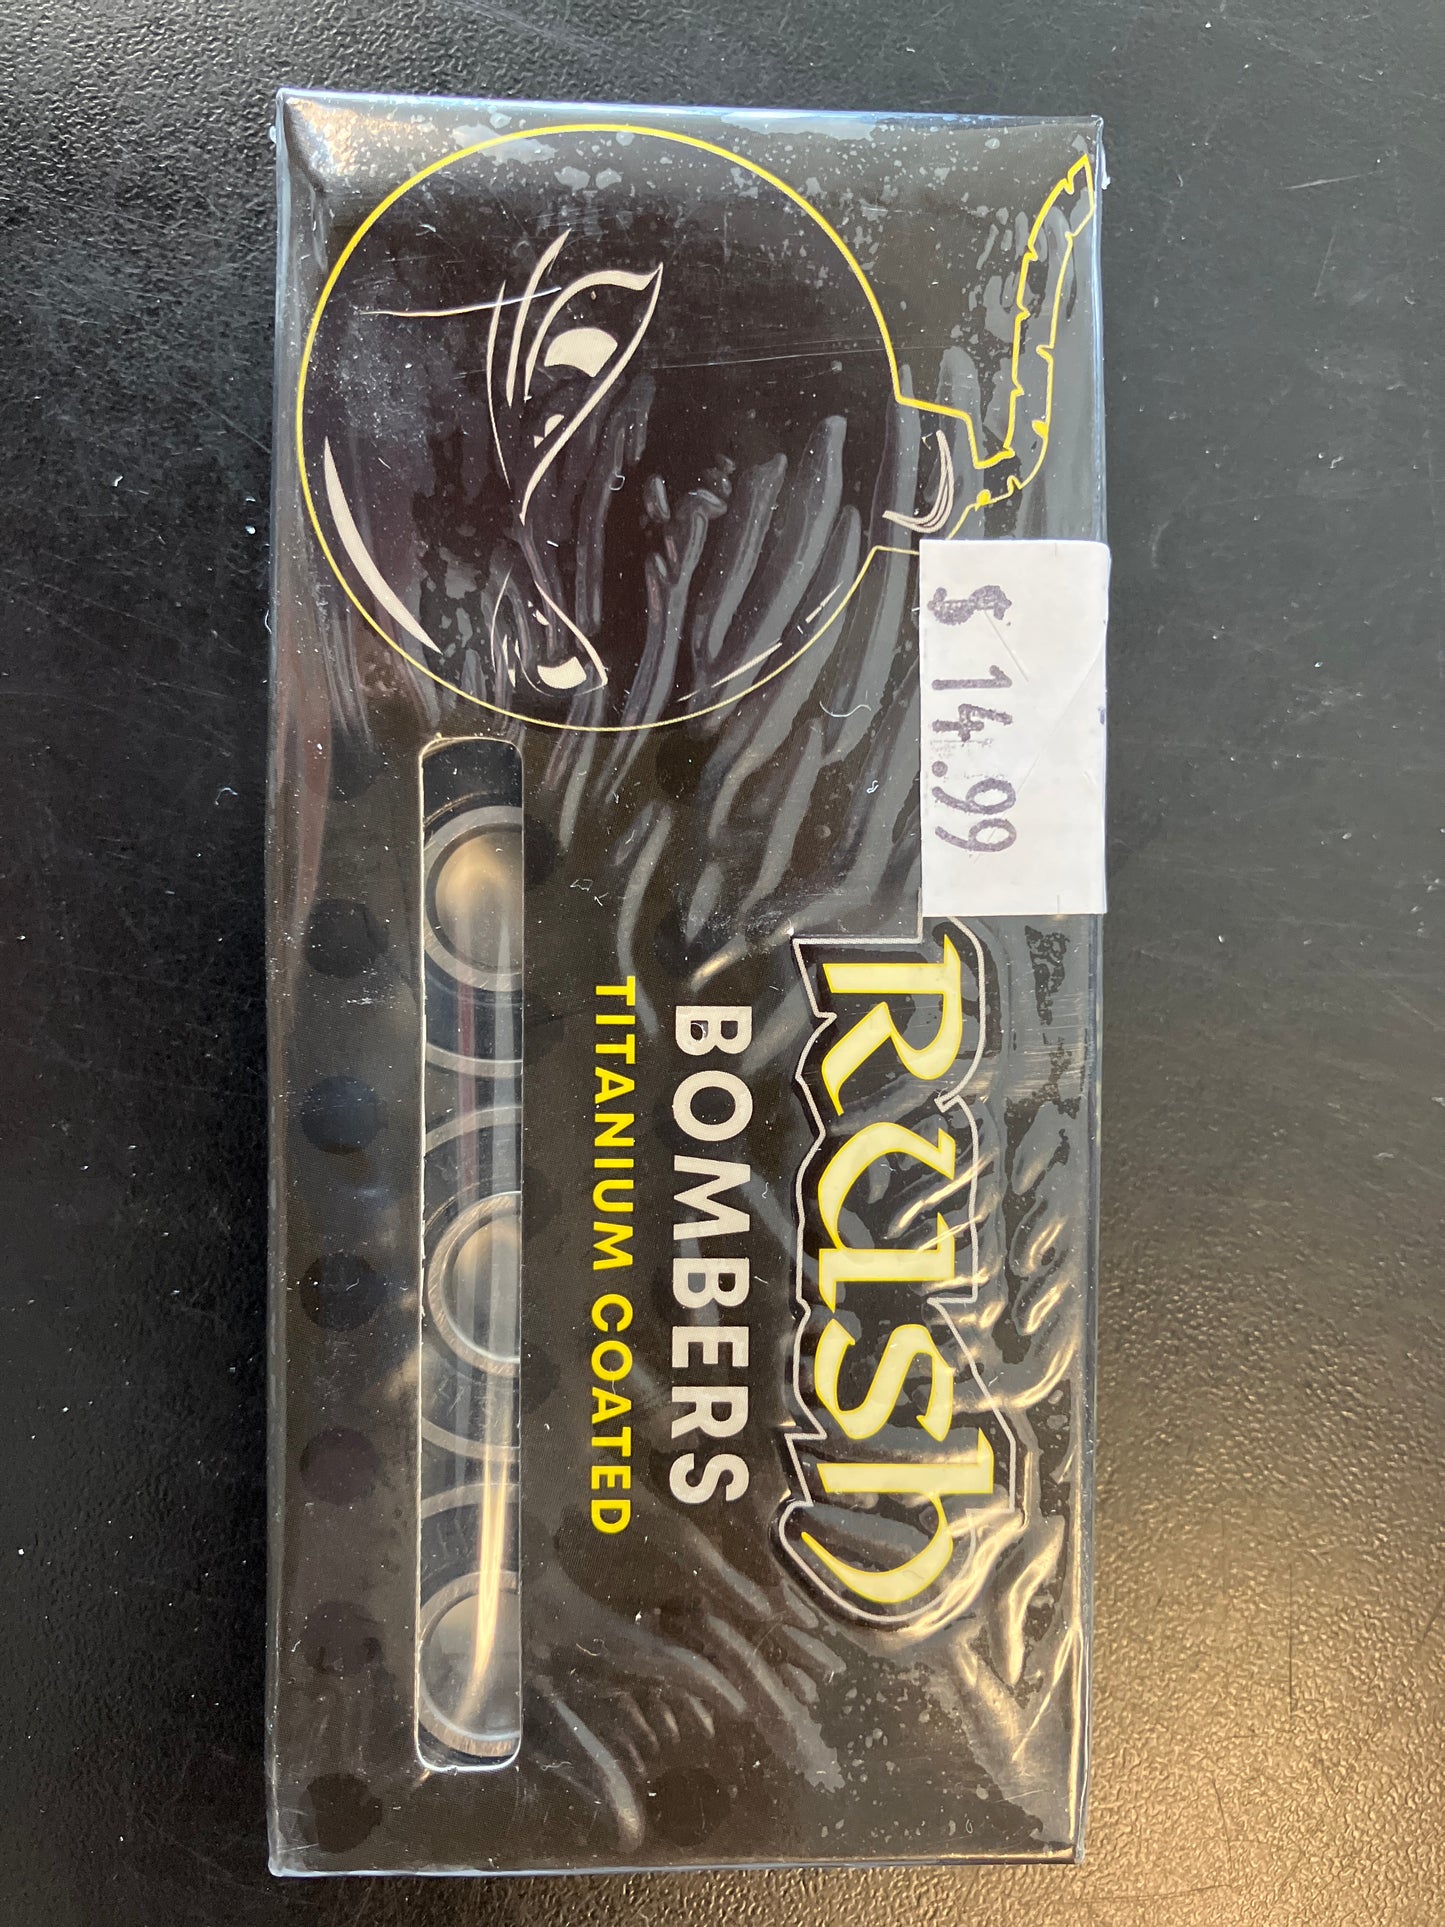 $ 14.99
Rush
BOMBERS
TITANIUM COATED